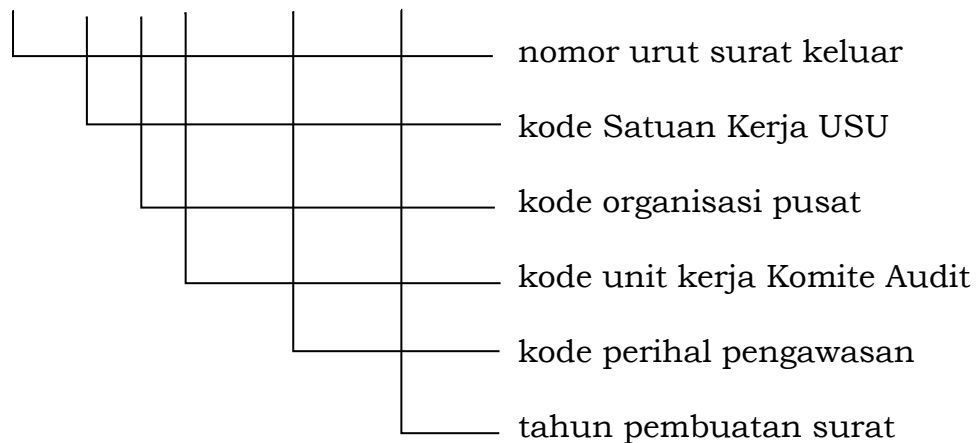 nomor urut surat keluar
kode Satuan Kerja USU
kode organisasi pusat
kode unit kerja Komite Audit
kode perihal pengawasan
tahun pembuatan surat